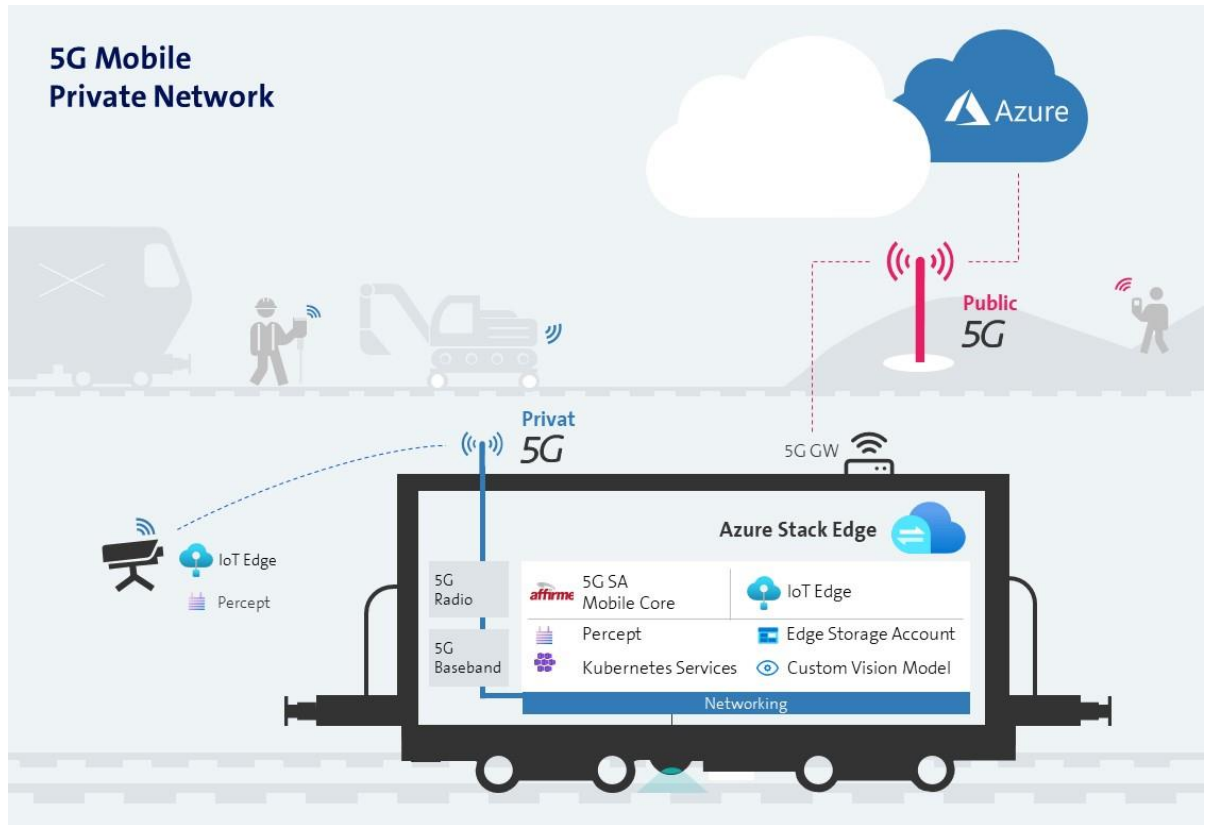 5G Mobile
Private Network
Azure
Public
5G
Privat
5G
5G GW
Azure Stack Edge
IoT Edge
Percept
5G
Radio
5G
Baseband
affirme
5G SA
Mobile Core
IoT Edge
Percept
Edge Storage Account
Kubernetes Services
Custom Vision Model
Networking